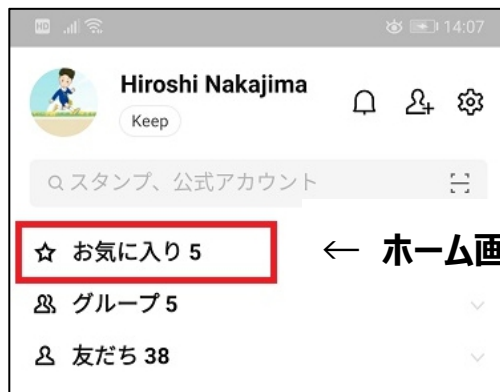 HD 14:07
Hiroshi Nakajima
Keep
スタンプ、公式アカウント
お気に入り 5
← ホーム画
グループ 5
友だち 38